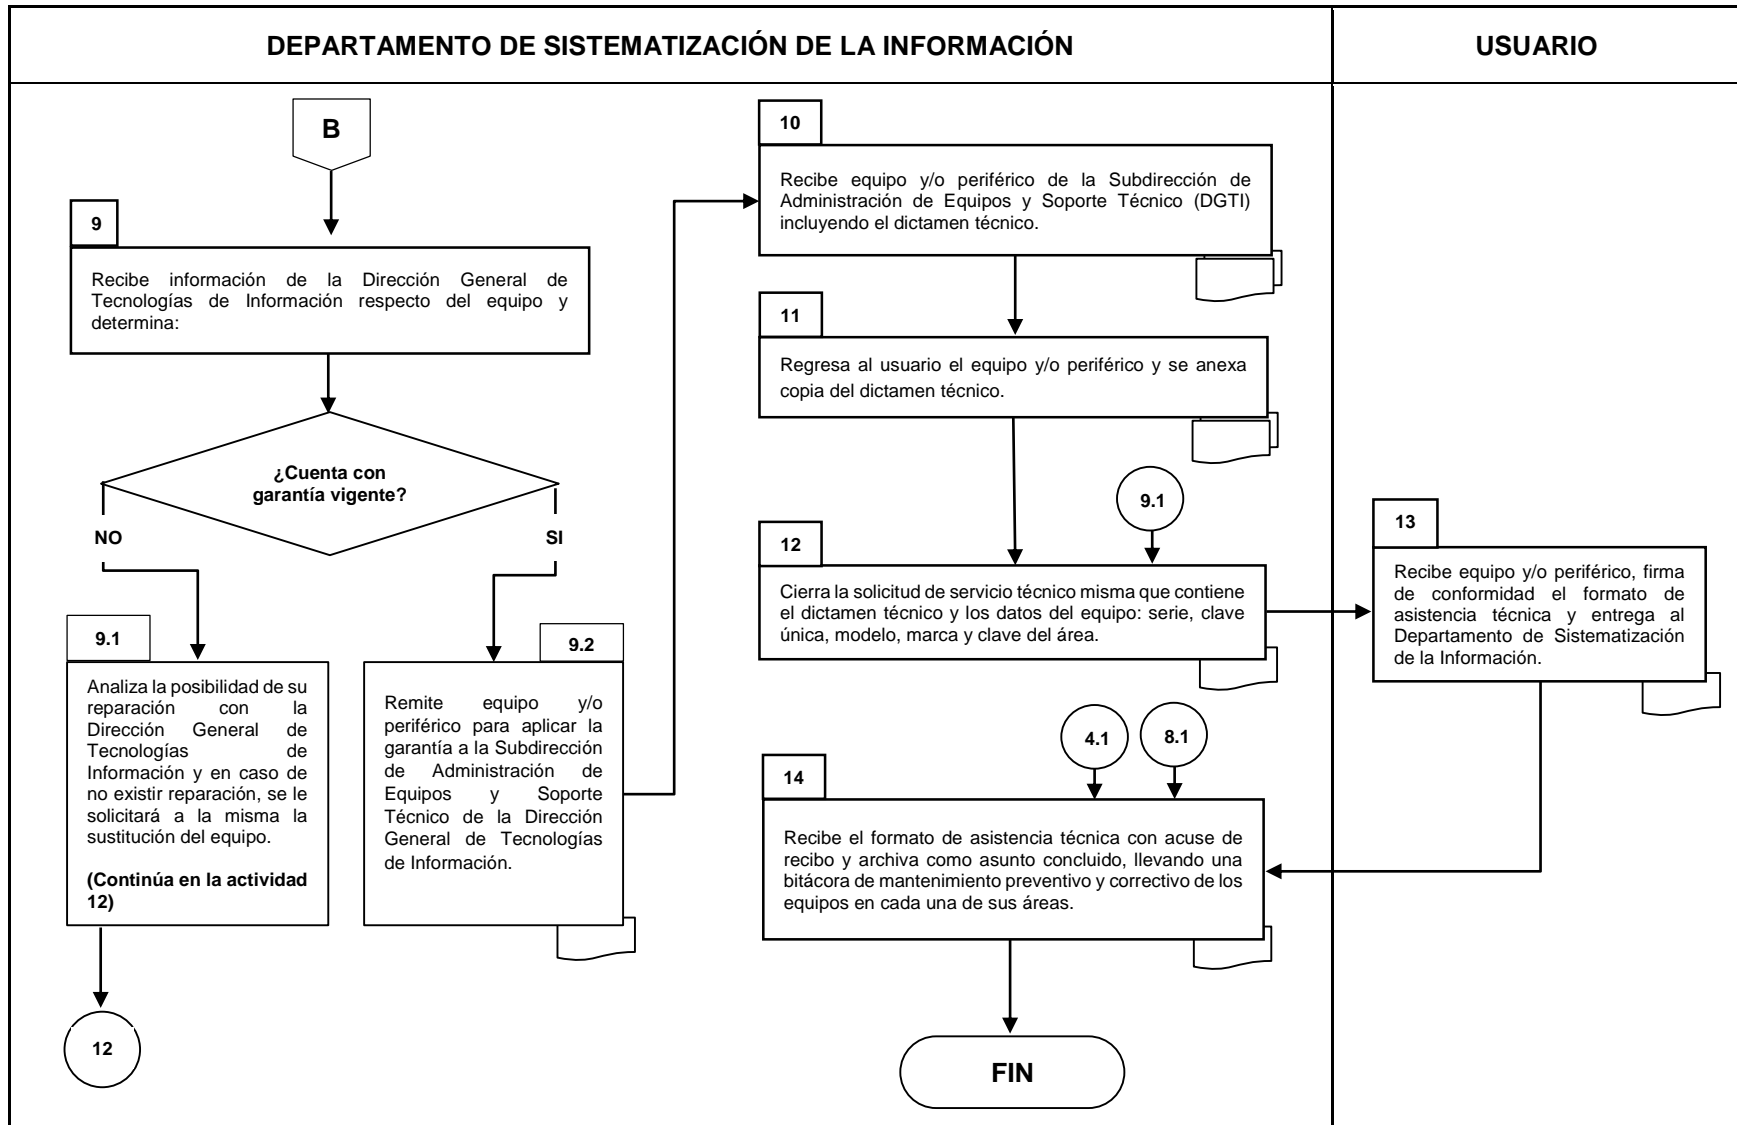 DEPARTAMENTO DE SISTEMATIZACIÓN DE LA INFORMACIÓN
USUARIO
B
9
Recibe información de la Dirección General de
Tecnologías de Información respecto del equipo y
determina:
¿Cuenta con
garantía vigente?
NO
SI
9.1
Analiza la posibilidad de su
reparación con la
Dirección General de
Tecnologías de
Información y en caso de
no existir reparación, se le
solicitará a la misma la
sustitución del equipo.
(Continúa en la actividad
12)
12
9.2
Remite equipo y/o
periférico para aplicar la
garantía a la Subdirección
de Administración de
Equipos y Soporte
Técnico de la Dirección
General de Tecnologías
de Información.
10
Recibe equipo y/o periférico de la Subdirección de
Administración de Equipos y Soporte Técnico (DGTI)
incluyendo el dictamen técnico.
11
Regresa al usuario el equipo y/o periférico y se anexa
copia del dictamen técnico.
9.1
12
Cierra la solicitud de servicio técnico misma que contiene
el dictamen técnico y los datos del equipo: serie, clave
única, modelo, marca y clave del área.
13
Recibe equipo y/o periférico, firma
de conformidad el formato de
asistencia técnica y entrega al
Departamento de Sistematización
de la Información.
4.1
8.1
14
Recibe el formato de asistencia técnica con acuse de
recibo y archiva como asunto concluido, llevando una
bitácora de mantenimiento preventivo y correctivo de los
equipos en cada una de sus áreas.
FIN